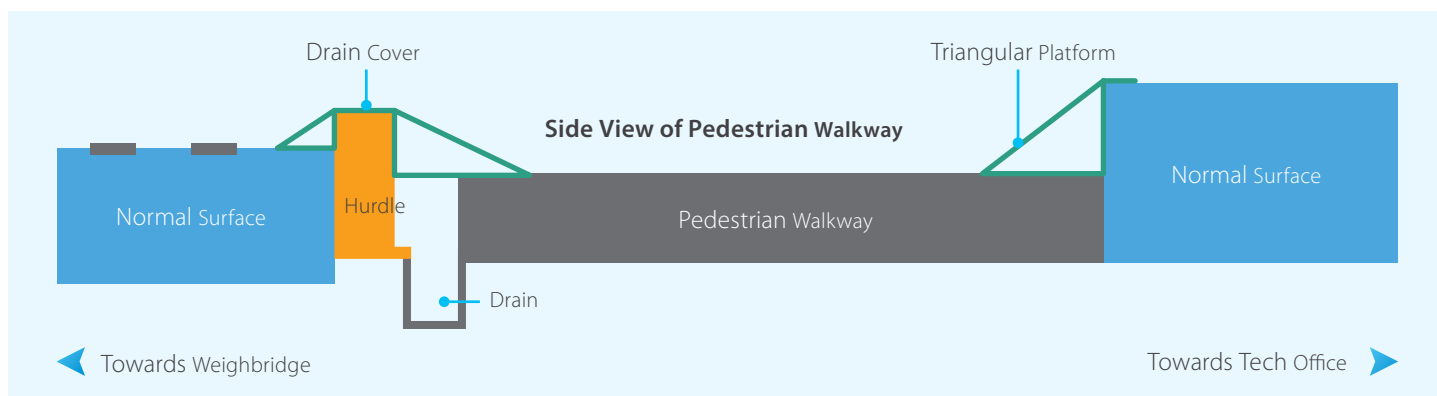 Drain Cover
Triangular Platform
Side View of Pedestrian Walkway
Normal Surface
Hurdle
Pedestrian Walkway
Normal Surface
Drain
Towards Weighbridge
Towards Tech Office